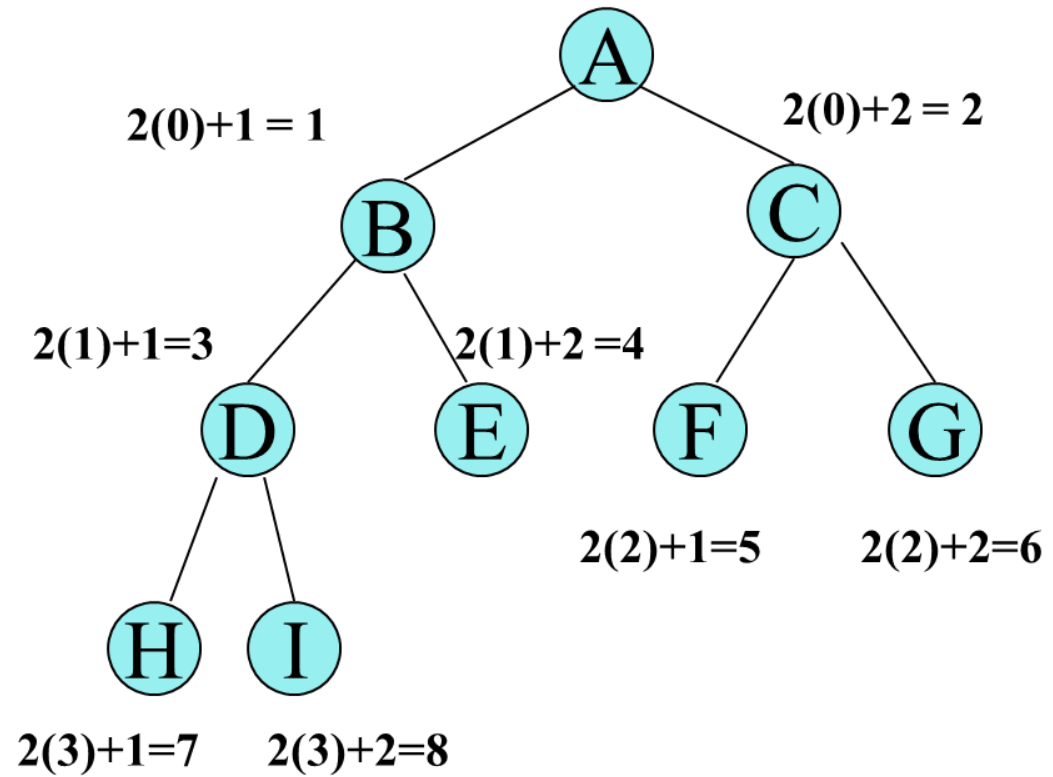 A
2(0)+1 = 1
2(0)+2 = 2
B
C
2(1)+1=3
2(1)+2 =4
D
E
F
G
2(2)+1=5
2(2)+2=6
H
I
2(3)+1=7
2(3)+2=8